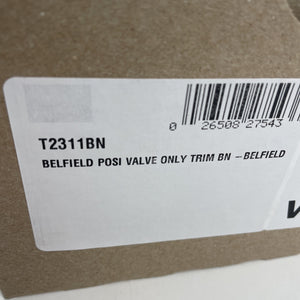 T2311BN
0 26508 27543
BELFIELD POSI VALVE ONLY TRIM BN –BELFIELD